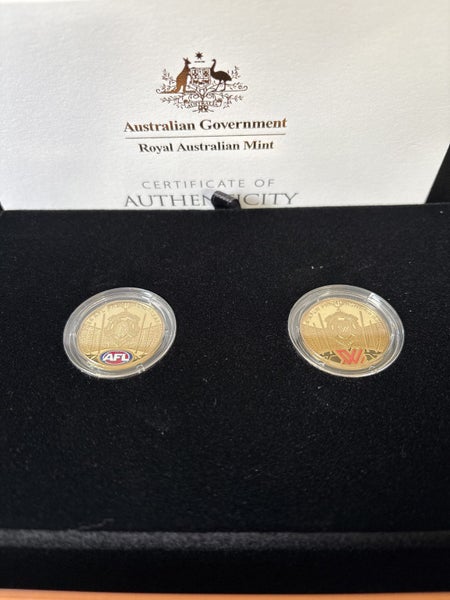 Australian Government
Royal Australian Mint
CERTIFICATE OF
AUTHENTICITY
AFL
W